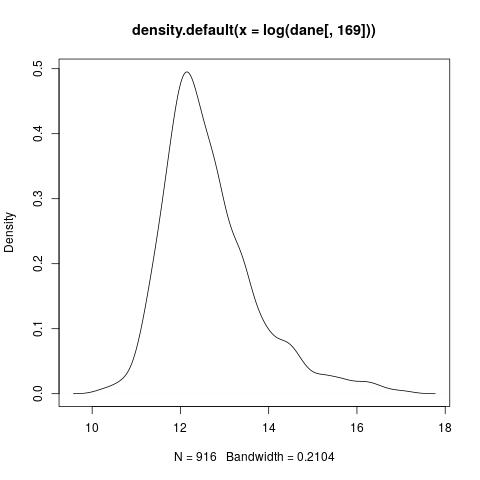 density.default(x = log(dane[, 169]))
Density
0.5
0.4
0.3
0.2
0.1
0.0
10 12 14 16 18
N = 916 Bandwidth = 0.2104